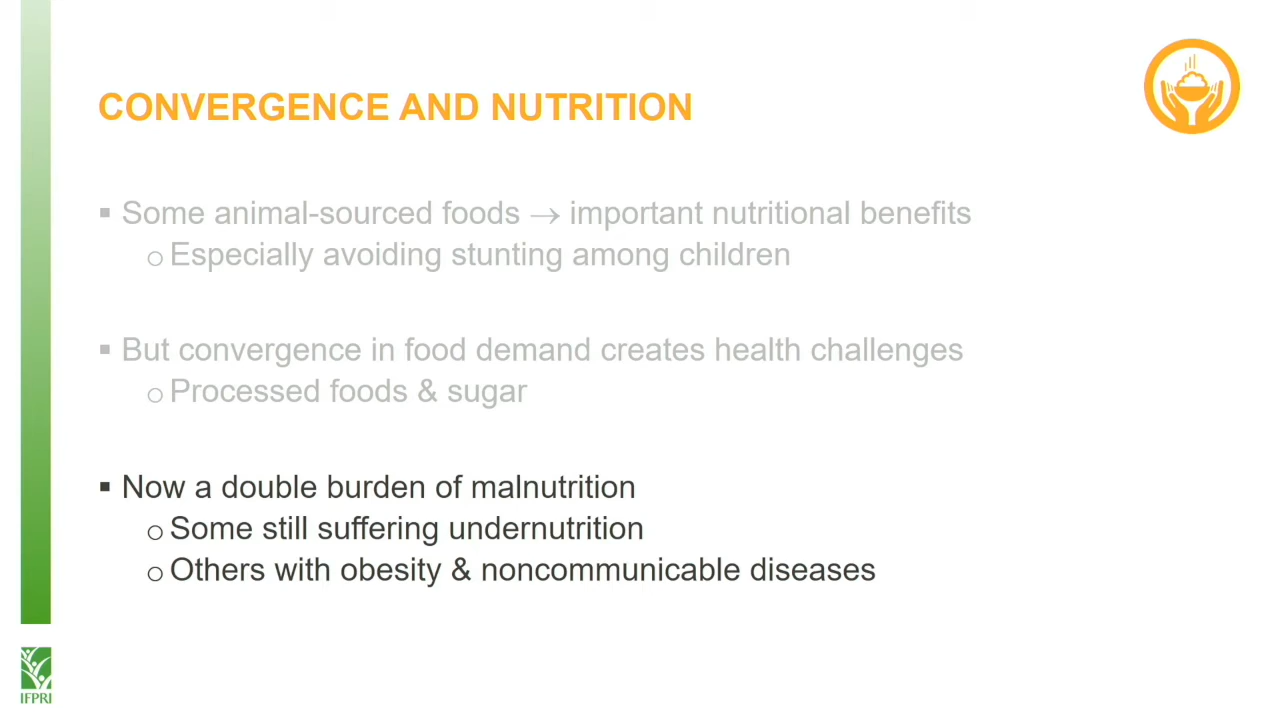 CONVERGENCE AND NUTRITION
▪ Some animal-sourced foods → important nutritional benefits
o Especially avoiding stunting among children
▪ But convergence in food demand creates health challenges
o Processed foods & sugar
▪ Now a double burden of malnutrition
o Some still suffering undernutrition
o Others with obesity & noncommunicable diseases
IFPRI